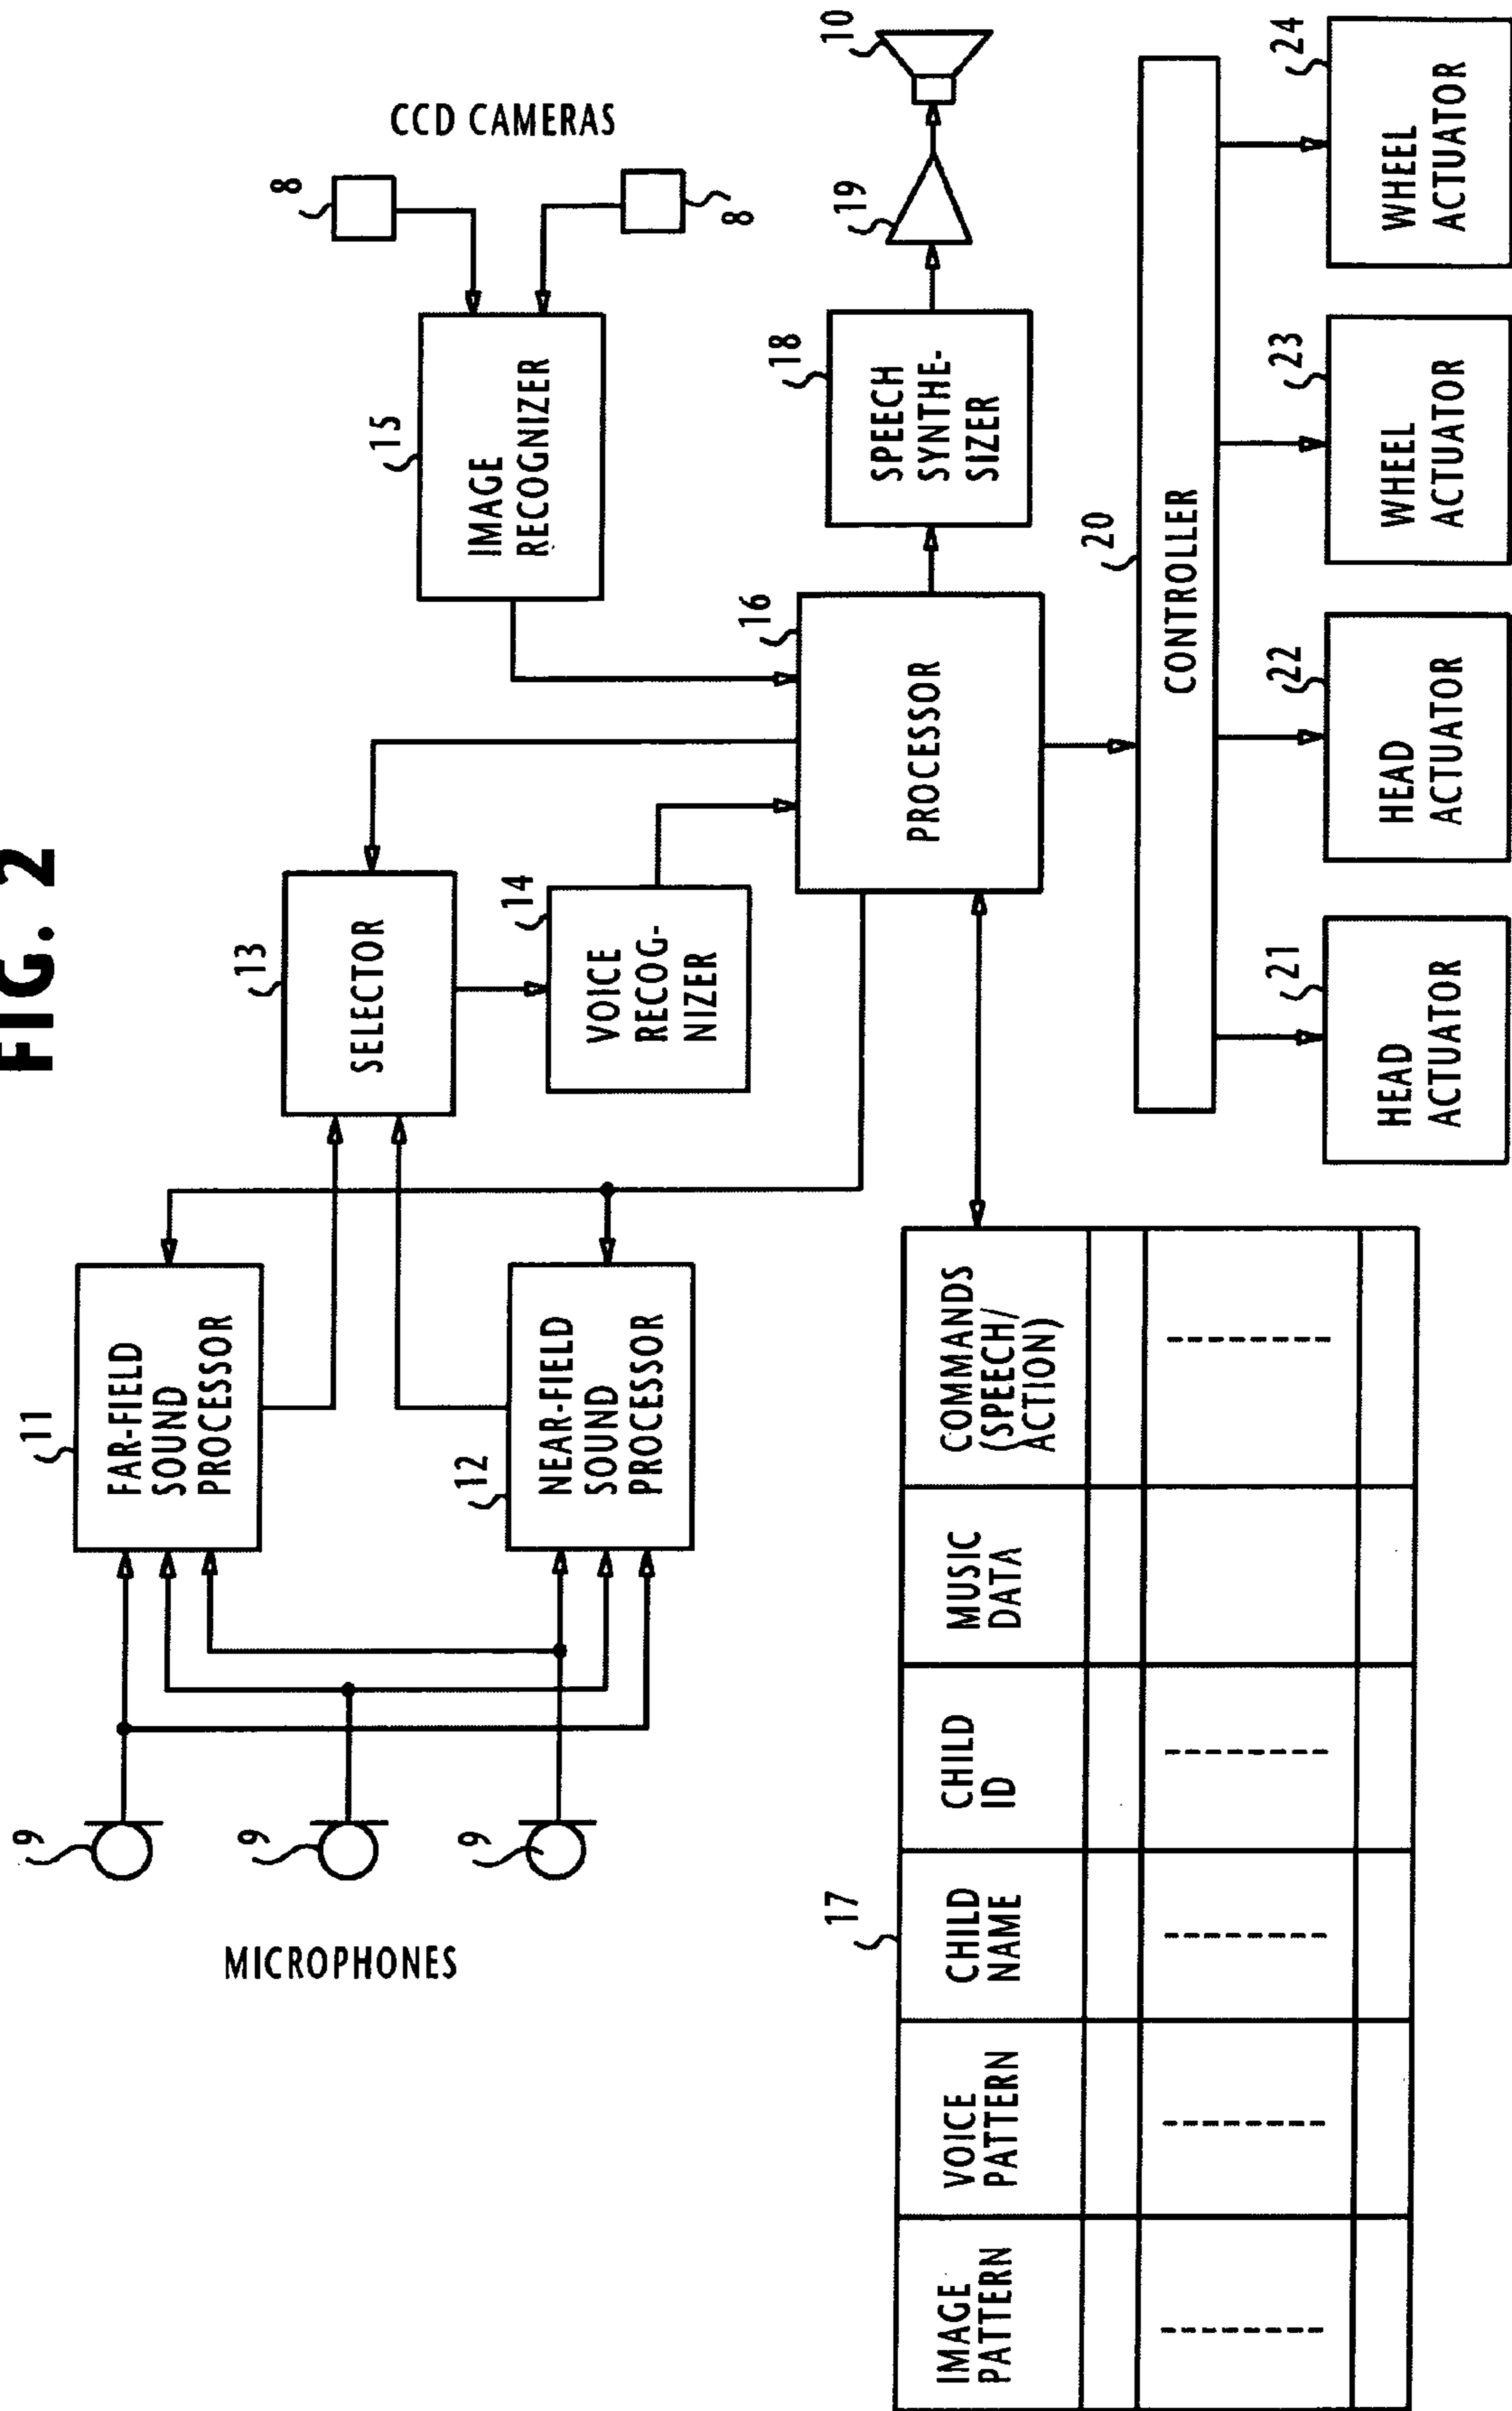 FIG. 2
MICROPHONES
9
9
9
11
FAR-FIELD
SOUND
PROCESSOR
12
NEAR-FIELD
SOUND
PROCESSOR
13
SELECTOR
14
VOICE
RECOG-
NIZER
CCD CAMERAS
8
8
15
IMAGE
RECOGNIZER
16
PROCESSOR
18
SPEECH
SYNTHE-
SIZER
19
10
17
IMAGE
PATTERN
VOICE
PATTERN
CHILD
NAME
CHILD
ID
MUSIC
DATA
COMMANDS
(SPEECH/
ACTION)
20
CONTROLLER
21
HEAD
ACTUATOR
22
HEAD
ACTUATOR
23
WHEEL
ACTUATOR
24
WHEEL
ACTUATOR